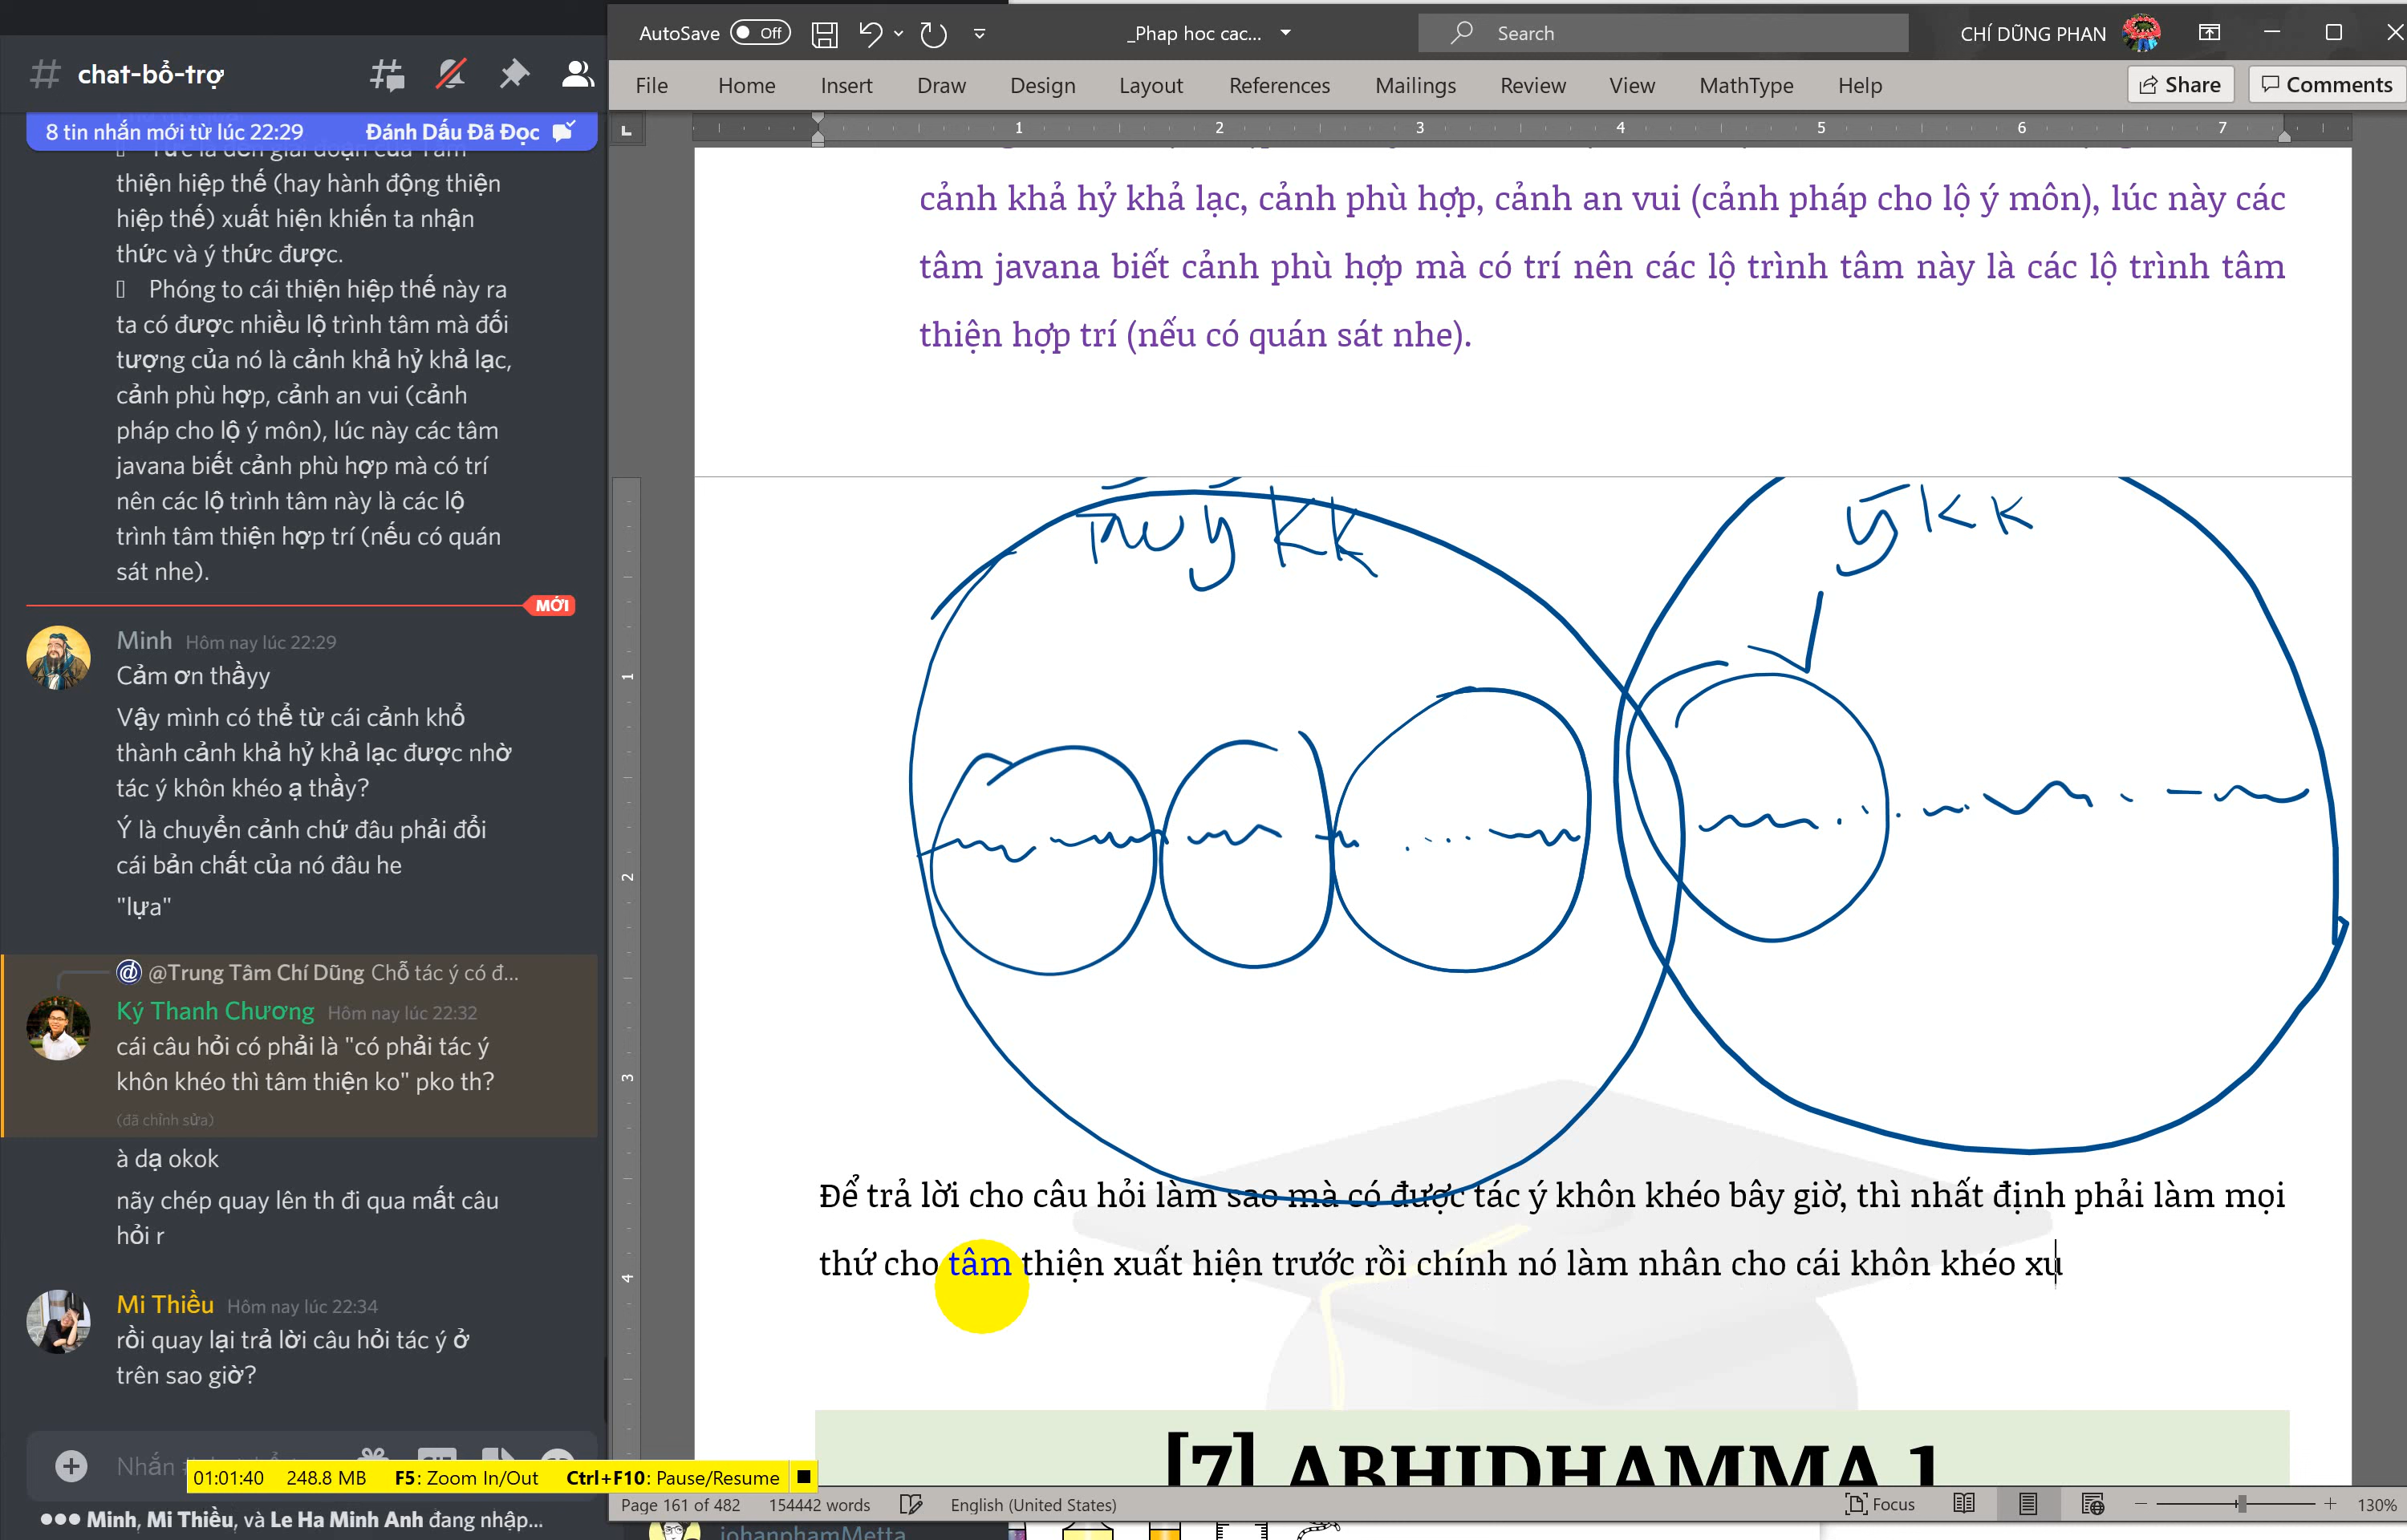 # chat-bổ-trợ
8 tin nhắn mới từ lúc 22:29 Đánh Dấu Đã Đọc
thiện hiệp thế (hay hành động thiện
hiệp thế) xuất hiện khiến ta nhận
thức và ý thức được.
Phóng to cái thiện hiệp thế này ra
ta có được nhiều lộ trình tâm mà đối
tượng của nó là cảnh khả hỷ khả lạc,
cảnh phù hợp, cảnh an vui (cảnh
pháp cho lộ ý môn), lúc này các tâm
javana biết cảnh phù hợp mà có trí
nên các lộ trình tâm này là các lộ
trình tâm thiện hợp trí (nếu có quán
sát nhe).
MỚI
Minh Hôm nay lúc 22:29
Cảm ơn thầyy
Vậy mình có thể từ cái cảnh khổ
thành cảnh khả hỷ khả lạc được nhờ
tác ý khôn khéo ạ thầy?
Ý là chuyển cảnh chứ đâu phải đổi
cái bản chất của nó đâu he
"lựa"
@Trung Tâm Chí Dũng Chỗ tác ý có đ...
Ký Thanh Chương Hôm nay lúc 22:32
cái câu hỏi có phải là "có phải tác ý
khôn khéo thì tâm thiện ko" pko th?
(đã chỉnh sửa)
à dạ okok
nãy chép quay lên th đi qua mất câu
hỏi r
Mi Thiều Hôm nay lúc 22:34
rồi quay lại trả lời câu hỏi tác ý ở
trên sao giờ?
Nhắn
01:01:40 248.8 MB F5: Zoom In/Out Ctrl+F10: Pause/Resume
Minh, Mi Thiều, và Le Ha Minh Anh đang nhập...
AutoSave Off _Phap hoc cac... Search CHÍ DŨNG PHAN
File Home Insert Draw Design Layout References Mailings Review View MathType Help Share Comments
1 2 3 4 5 6 7
cảnh khả hỷ khả lạc, cảnh phù hợp, cảnh an vui (cảnh pháp cho lộ ý môn), lúc này các
tâm javana biết cảnh phù hợp mà có trí nên các lộ trình tâm này là các lộ trình tâm
thiện hợp trí (nếu có quán sát nhe).
ý KK
KK
1
2
3
4
Để trả lời cho câu hỏi làm sao mà có được tác ý khôn khéo bây giờ, thì nhất định phải làm mọi
thứ cho tâm thiện xuất hiện trước rồi chính nó làm nhân cho cái khôn khéo xu
[7] ABHIDHAMMA 1
Page 161 of 482 154442 words English (United States) Focus 130%
johanphamMetta